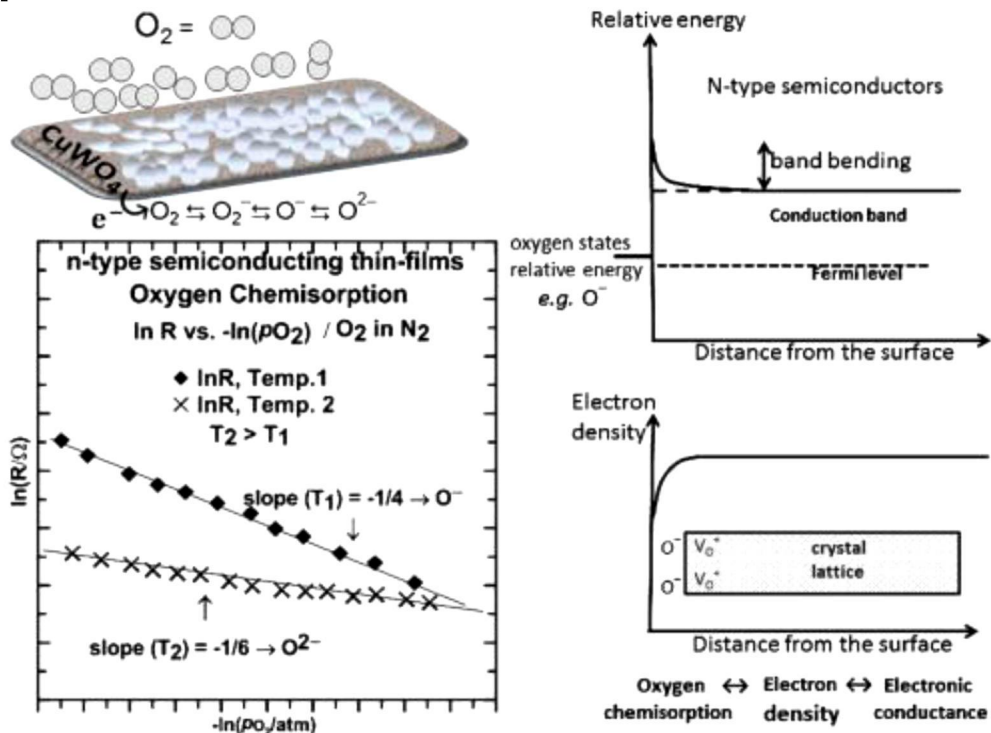 O₂ =
CuWO₄
e⁻ O₂ ⇆ O₂⁻ ⇆ O⁻ ⇆ O²⁻
n-type semiconducting thin-films
Oxygen Chemisorption
ln R vs. -ln(pO₂) / O₂ in N₂
◆ lnR, Temp.1
× lnR, Temp. 2
T₂ > T₁
slope (T₁) = -1/4 → O⁻
slope (T₂) = -1/6 → O²⁻
ln(R/Ω)
-ln(pO₂/atm)
Relative energy
N-type semiconductors
band bending
Conduction band
oxygen states
relative energy
e.g. O⁻
Fermi level
Distance from the surface
Electron
density
O⁻ V₀⁺ crystal
lattice
O⁻ V₀⁺
Distance from the surface
Oxygen ↔ Electron ↔ Electronic
chemisorption density conductance